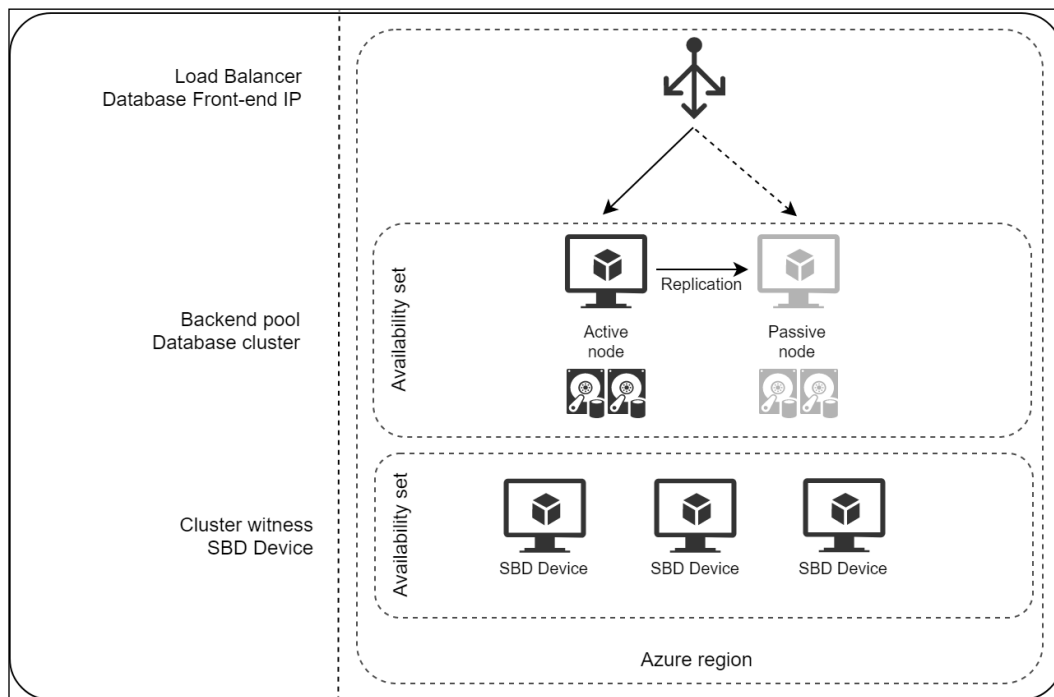 Load Balancer
Database Front-end IP
Availability set
Replication
Backend pool
Database cluster
Active
node
Passive
node
Availability set
Cluster witness
SBD Device
SBD Device
SBD Device
SBD Device
Azure region